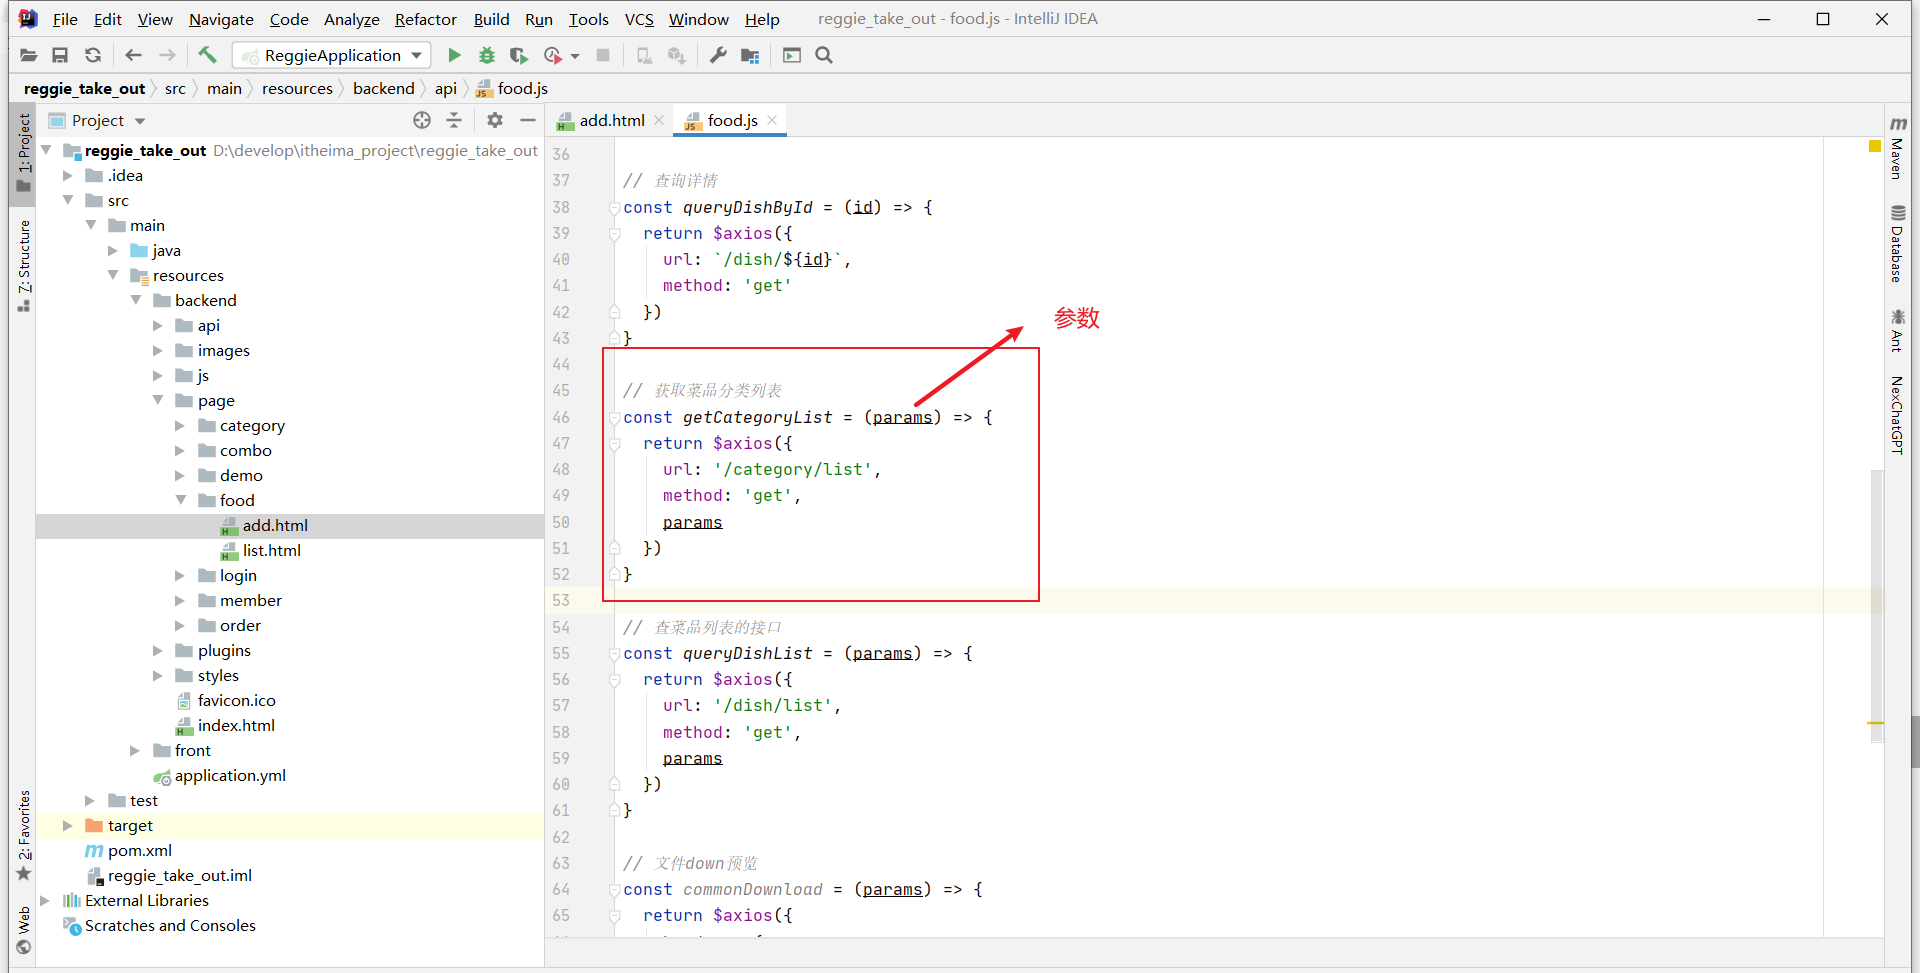 File Edit View Navigate Code Analyze Refactor Build Run Tools VCS Window Help reggie_take_out - food.js - IntelliJ IDEA
ReggieApplication
reggie_take_out src main resources backend api food.js
Project
add.html food.js
1: Project
7: Structure
2: Favorites
Web
reggie_take_out D:\develop\itheima_project\reggie_take_out
.idea
src
main
java
resources
backend
api
images
js
page
category
combo
demo
food
add.html
list.html
login
member
order
plugins
styles
favicon.ico
index.html
front
application.yml
test
target
pom.xml
reggie_take_out.iml
External Libraries
Scratches and Consoles
36
37 // 查询详情
38 const queryDishById = (id) => {
39 return $axios({
40 url: `/dish/${id}`,
41 method: 'get'
42 })
43 }
44
45 // 获取菜品分类列表
46 const getCategoryList = (params) => {
47 return $axios({
48 url: '/category/list',
49 method: 'get',
50 params
51 })
52 }
53
54 // 查菜品列表的接口
55 const queryDishList = (params) => {
56 return $axios({
57 url: '/dish/list',
58 method: 'get',
59 params
60 })
61 }
62
63 // 文件down预览
64 const commonDownload = (params) => {
65 return $axios({
参数
Maven
Database
Ant
NexChatGPT